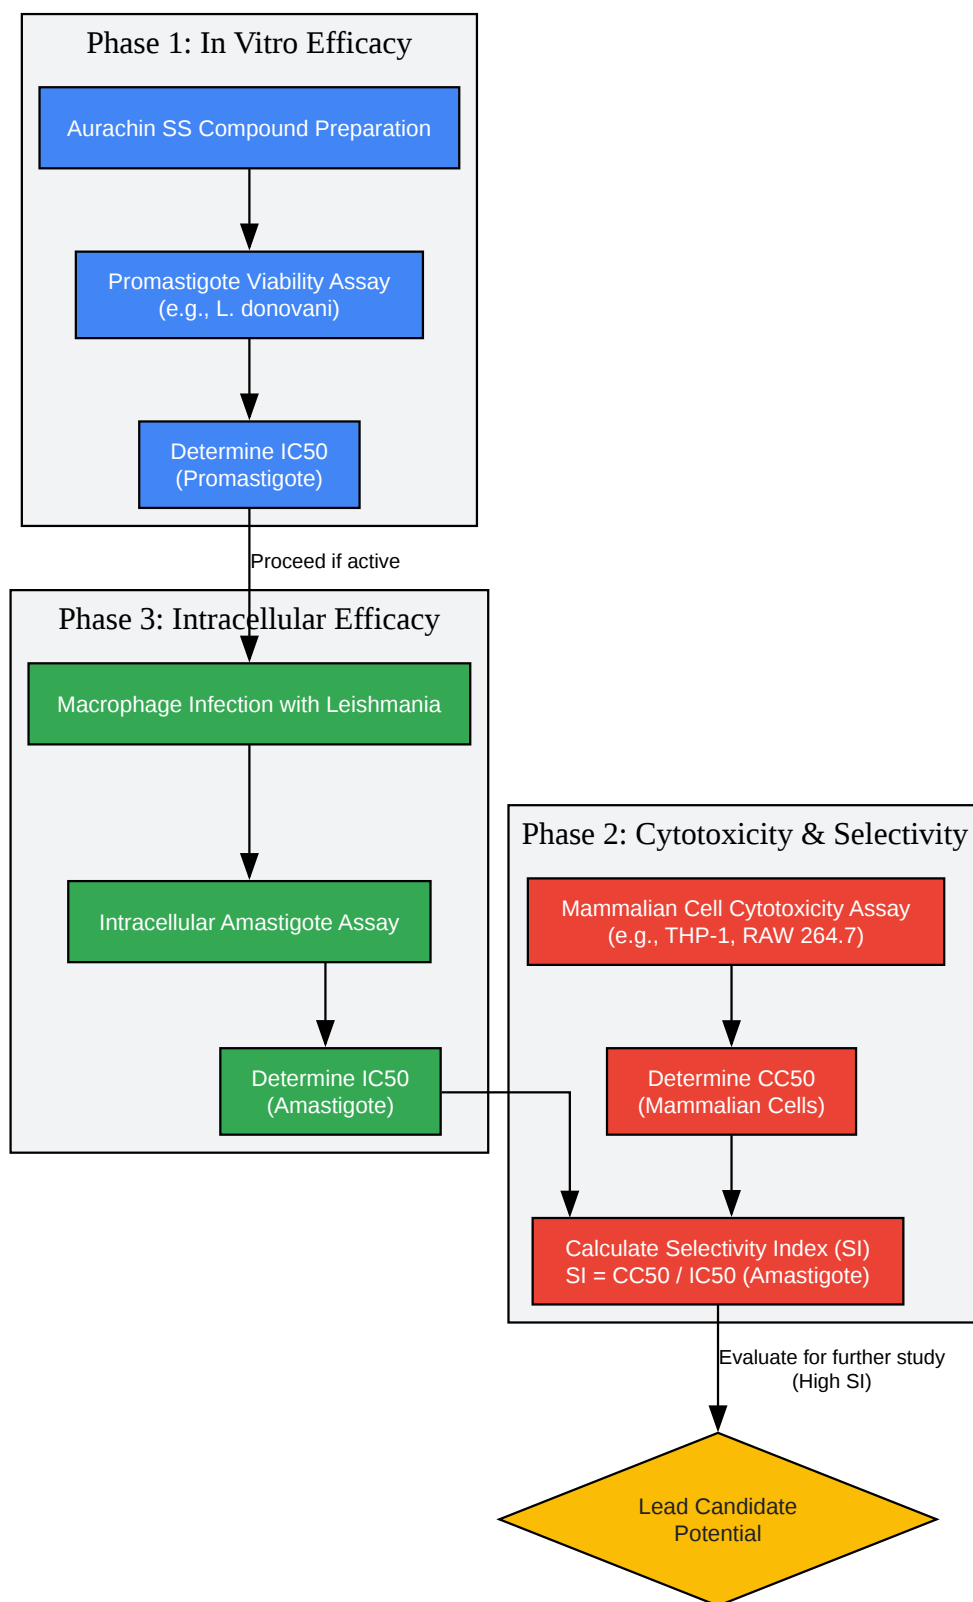 Phase 1: In Vitro Efficacy
Aurachin SS Compound Preparation
Promastigote Viability Assay
(e.g., L. donovani)
Determine IC50
(Promastigote)
Proceed if active
Phase 3: Intracellular Efficacy
Macrophage Infection with Leishmania
Intracellular Amastigote Assay
Determine IC50
(Amastigote)
Phase 2: Cytotoxicity & Selectivity
Mammalian Cell Cytotoxicity Assay
(e.g., THP-1, RAW 264.7)
Determine CC50
(Mammalian Cells)
Calculate Selectivity Index (SI)
SI = CC50 / IC50 (Amastigote)
Evaluate for further study
(High SI)
Lead Candidate
Potential